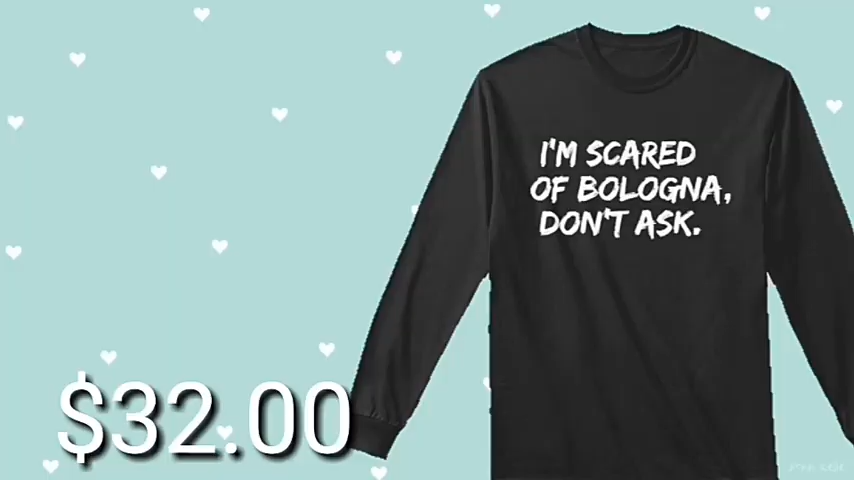 I'M SCARED
OF BOLOGNA,
DON'T ASK.
$32.00